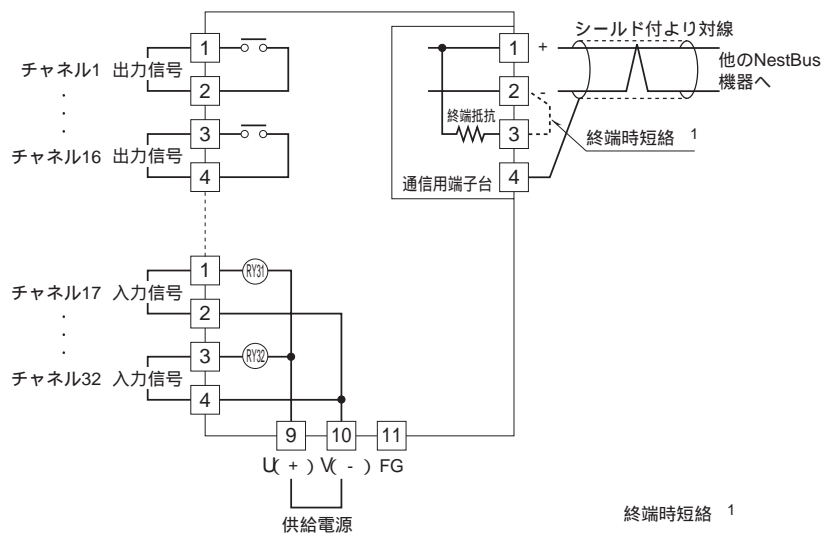 チャネル1 出力信号
1
2
・
・
・
・
チャネル16 出力信号
3
4
チャネル17 入力信号
1
RY31
2
・
・
・
・
チャネル32 入力信号
3
RY32
4
9
10
11
U( + )
V( - )
FG
供給電源
シールド付より対線
1
+
2
-
終端抵抗
3
通信用端子台
4
他のNestBus
機器へ
終端時短絡 1
終端時短絡 1